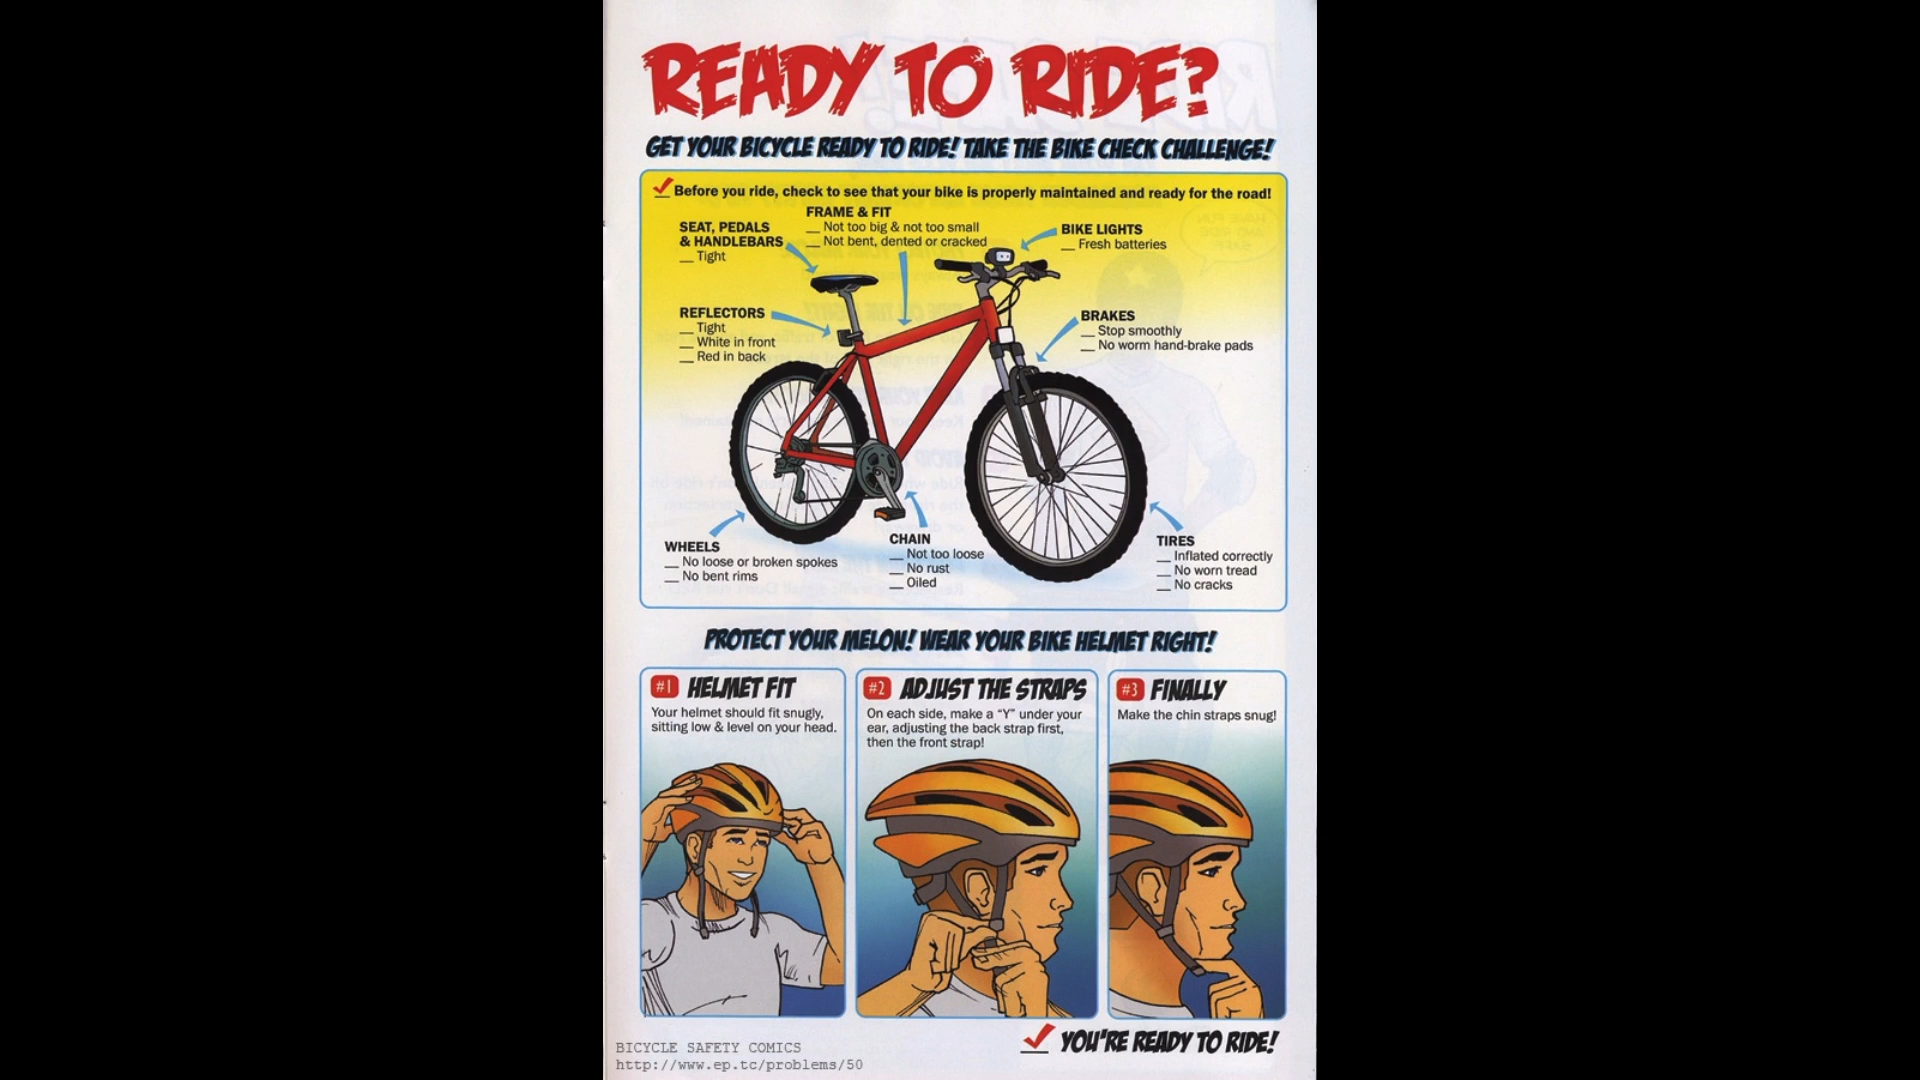 READY TO RIDE?
GET YOUR BICYCLE READY TO RIDE! TAKE THE BIKE CHECK CHALLENGE!
Before you ride, check to see that your bike is properly maintained and ready for the road!
SEAT, PEDALS
& HANDLEBARS
__ Tight
FRAME & FIT
__ Not too big & not too small
__ Not bent, dented or cracked
BIKE LIGHTS
__ Fresh batteries
REFLECTORS
__ Tight
__ White in front
__ Red in back
BRAKES
__ Stop smoothly
__ No worm hand-brake pads
WHEELS
__ No loose or broken spokes
__ No bent rims
CHAIN
__ Not too loose
__ No rust
__ Oiled
TIRES
__ Inflated correctly
__ No worn tread
__ No cracks
PROTECT YOUR MELON! WEAR YOUR BIKE HELMET RIGHT!
#1 HELMET FIT
Your helmet should fit snugly,
sitting low & level on your head.
#2 ADJUST THE STRAPS
On each side, make a "Y" under your
ear, adjusting the back strap first,
then the front strap!
#3 FINALLY
Make the chin straps snug!
YOU'RE READY TO RIDE!
BICYCLE SAFETY COMICS
http://www.ep.tc/problems/50